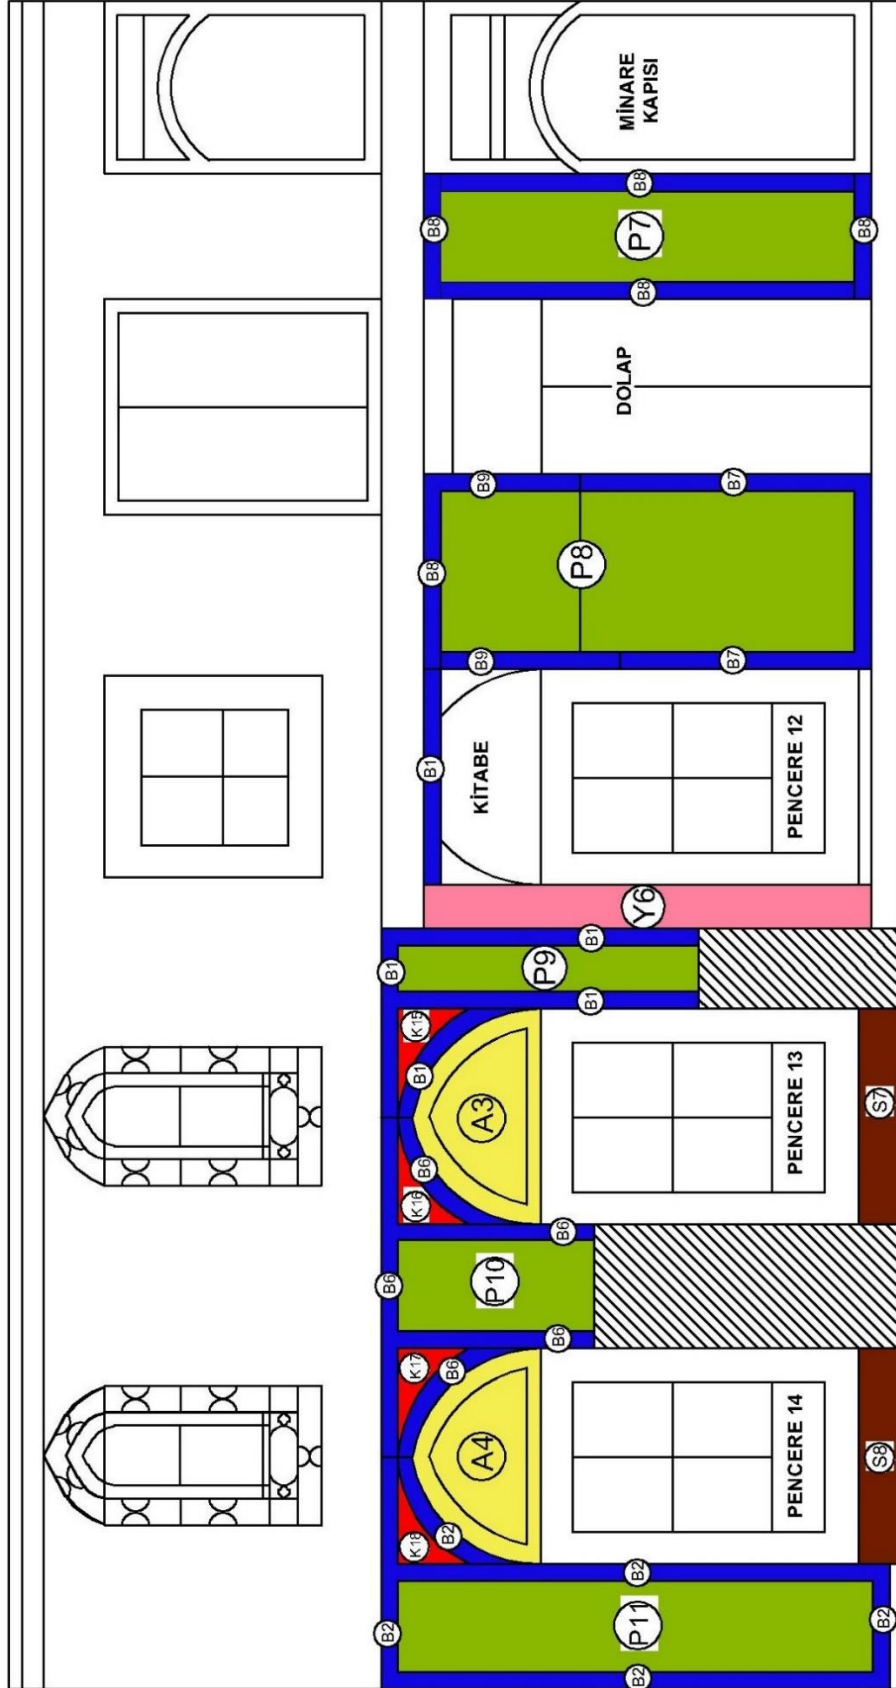 B2
B6
B1
K18
K17
K16
K15
B1
B8
B8
B2
B6
B6
B1
A4
A3
KİTABE
B9
B9
P10
P9
B6
B6
P8
B1
B1
DOLAP
MİNARE
KAPISI
B2
P11
B2
Y6
B8
P7
B8
B7
B7
PENCERE 14
PENCERE 13
PENCERE 12
B8
B2
S8
S7